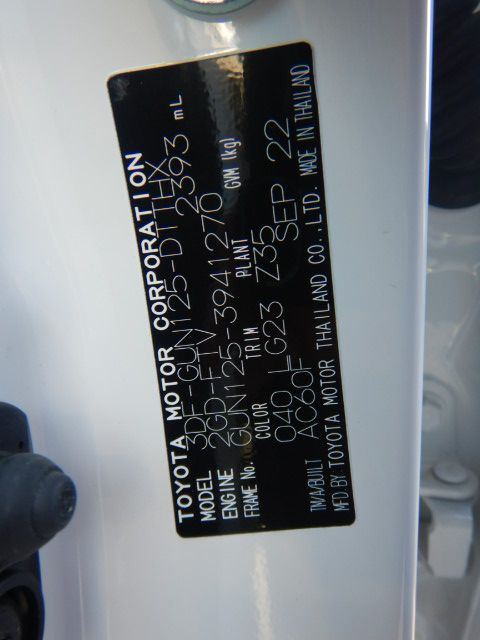 TOYOTA MOTOR CORPORATION
MODEL 3DF-GUN125-DTTHX
ENGINE 2GD-FTV 2393 mL
FRAME No. GUN125-3941270
COLOR TRIM PLANT GVM (kg)
040 LG23 Z35
TM/A/BUILT AC60F SEP 22
MFD. BY TOYOTA MOTOR THAILAND CO., LTD. MADE IN THAILAND